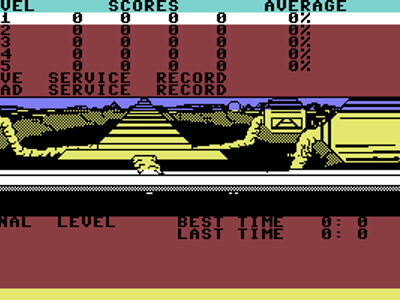 VEL SCORES AVERAGE
1 0 0 0 0 0%
2 0 0 0 0 0%
3 0 0 0 0 0%
4 0 0 0 0 0%
5 0 0 0 0 0%
VE SERVICE RECORD
AD SERVICE RECORD
NAL LEVEL BEST TIME 0: 0
LAST TIME 0: 0